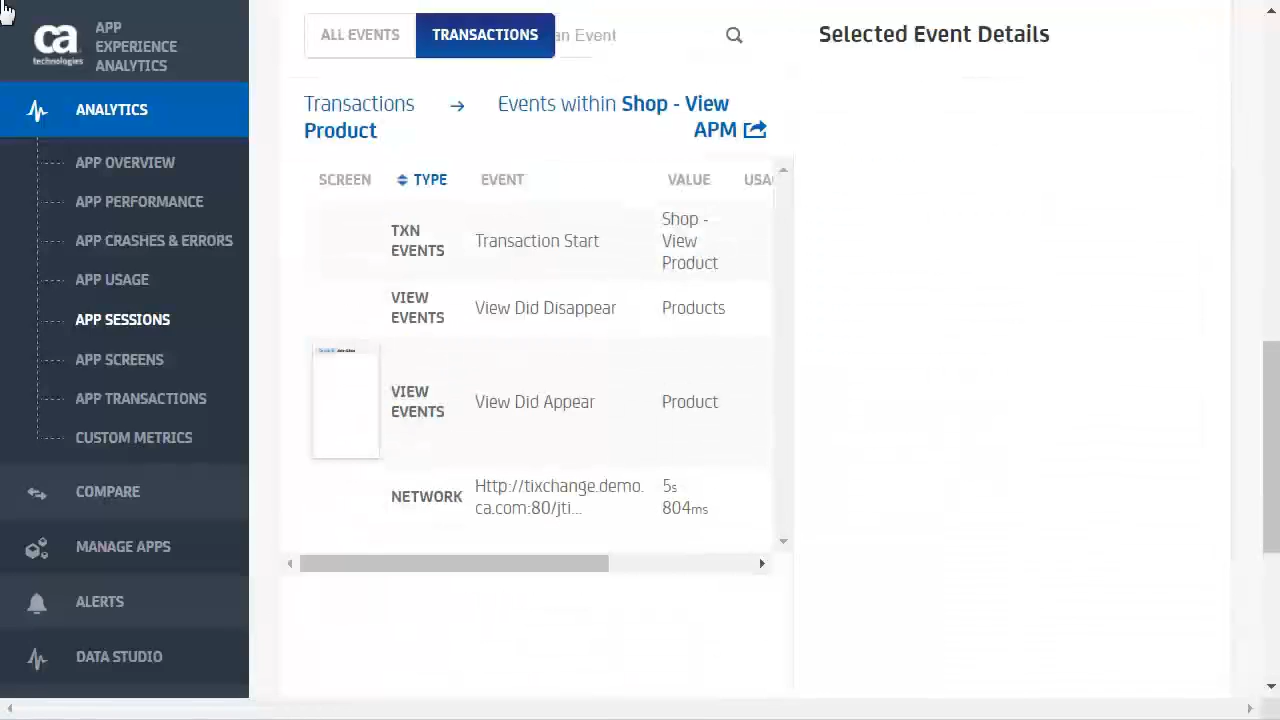 ca
technologies
APP
EXPERIENCE
ANALYTICS
ANALYTICS
APP OVERVIEW
APP PERFORMANCE
APP CRASHES & ERRORS
APP USAGE
APP SESSIONS
APP SCREENS
APP TRANSACTIONS
CUSTOM METRICS
COMPARE
MANAGE APPS
ALERTS
DATA STUDIO
ALL EVENTS
TRANSACTIONS
an Event
Transactions → Events within Shop - View
Product
APM
SCREEN TYPE EVENT VALUE USA
TXN
EVENTS
Transaction Start
Shop -
View
Product
VIEW
EVENTS
View Did Disappear
Products
VIEW
EVENTS
View Did Appear
Product
NETWORK
Http://tixchange.demo.
ca.com:80/jti...
5s
804ms
Selected Event Details